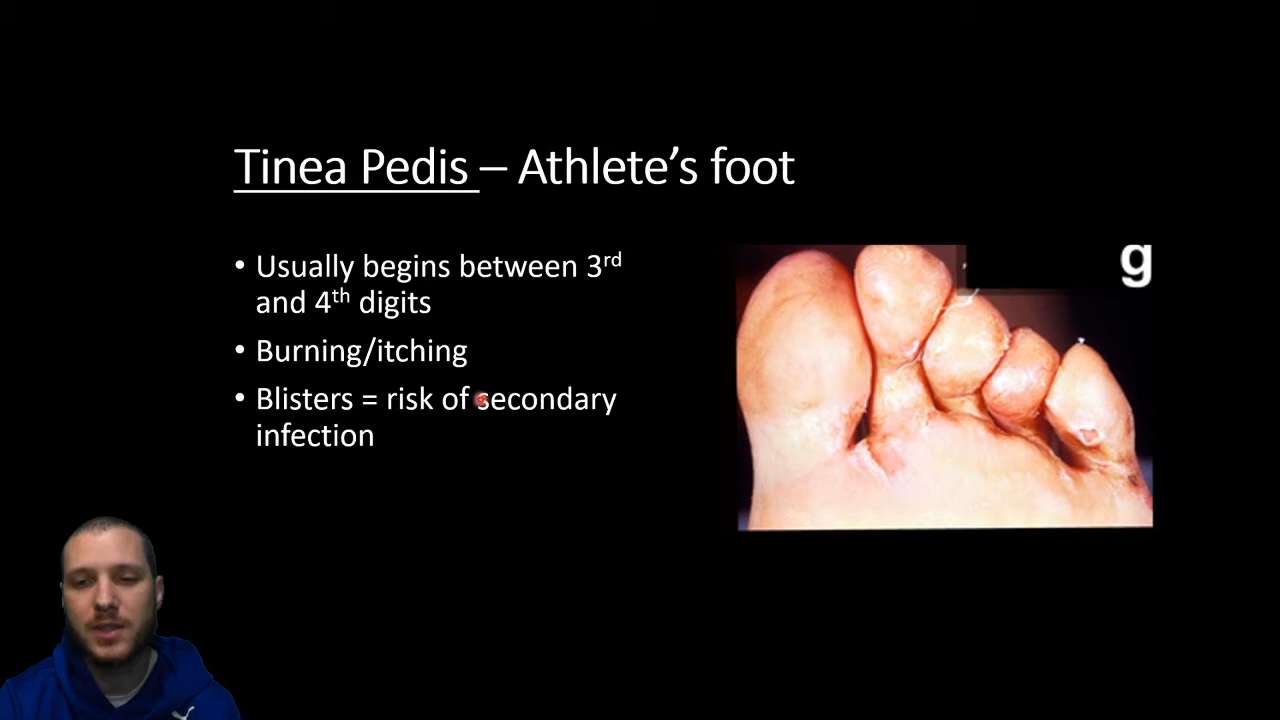 Tinea Pedis – Athlete’s foot
• Usually begins between 3rd
and 4th digits
• Burning/itching
• Blisters = risk of secondary
infection
g